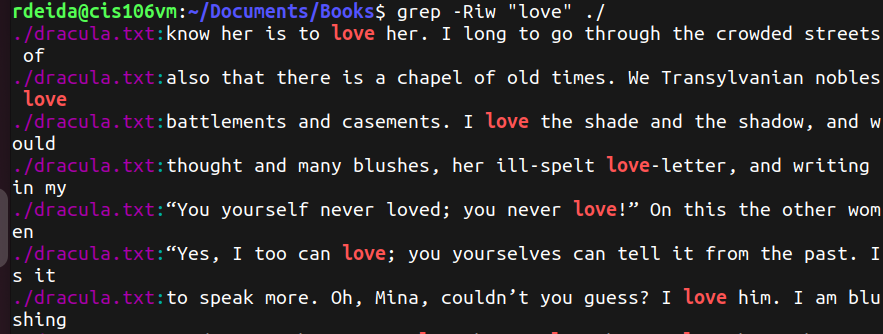 rdeida@cis106vm:~/Documents/Books$ grep -Riw "love" ./
./dracula.txt:know her is to love her. I long to go through the crowded streets
 of
./dracula.txt:also that there is a chapel of old times. We Transylvanian nobles
 love
./dracula.txt:battlements and casements. I love the shade and the shadow, and w
ould
./dracula.txt:thought and many blushes, her ill-spelt love-letter, and writing
in my
./dracula.txt:“You yourself never loved; you never love!” On this the other wom
en
./dracula.txt:“Yes, I too can love; you yourselves can tell it from the past. I
s it
./dracula.txt:to speak more. Oh, Mina, couldn’t you guess? I love him. I am blu
shing